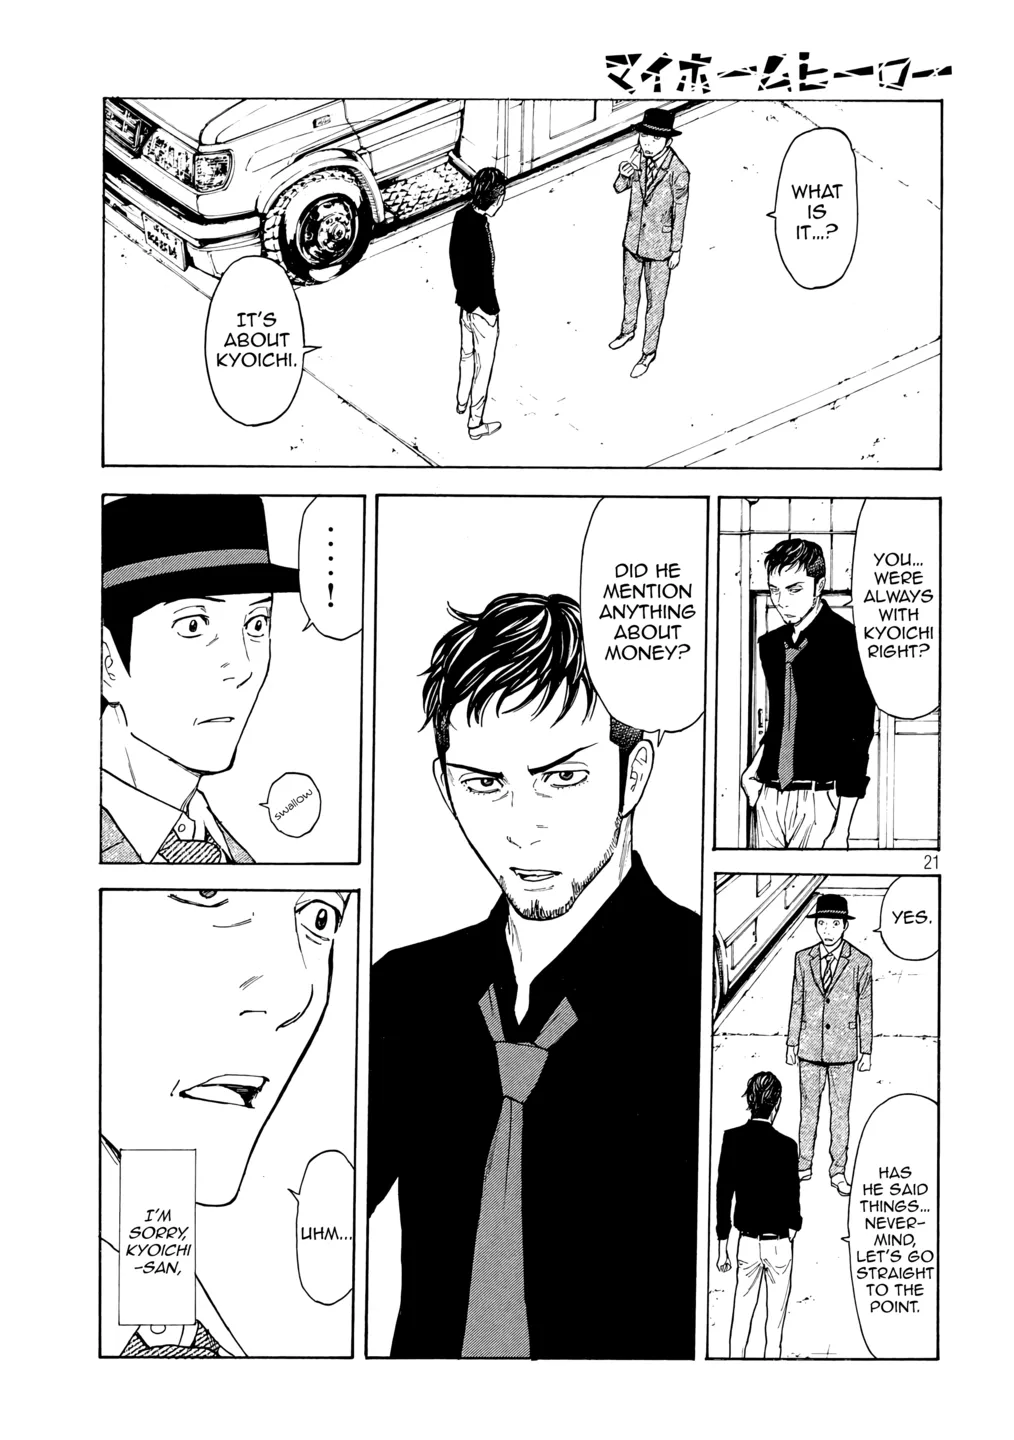 マイホームヒーロー
WHAT
IS
IT...?
IT'S
ABOUT
KYOICHI.
YOU...
WERE
ALWAYS
WITH
KYOICHI
RIGHT?
21
YES.
HAS
HE SAID
THINGS...
NEVER-
MIND,
LET'S GO
STRAIGHT
TO THE
POINT.
DID HE
MENTION
ANYTHING
ABOUT
MONEY?
.....!
swallow
UHM...
I'M
SORRY,
KYOICHI
-SAN,